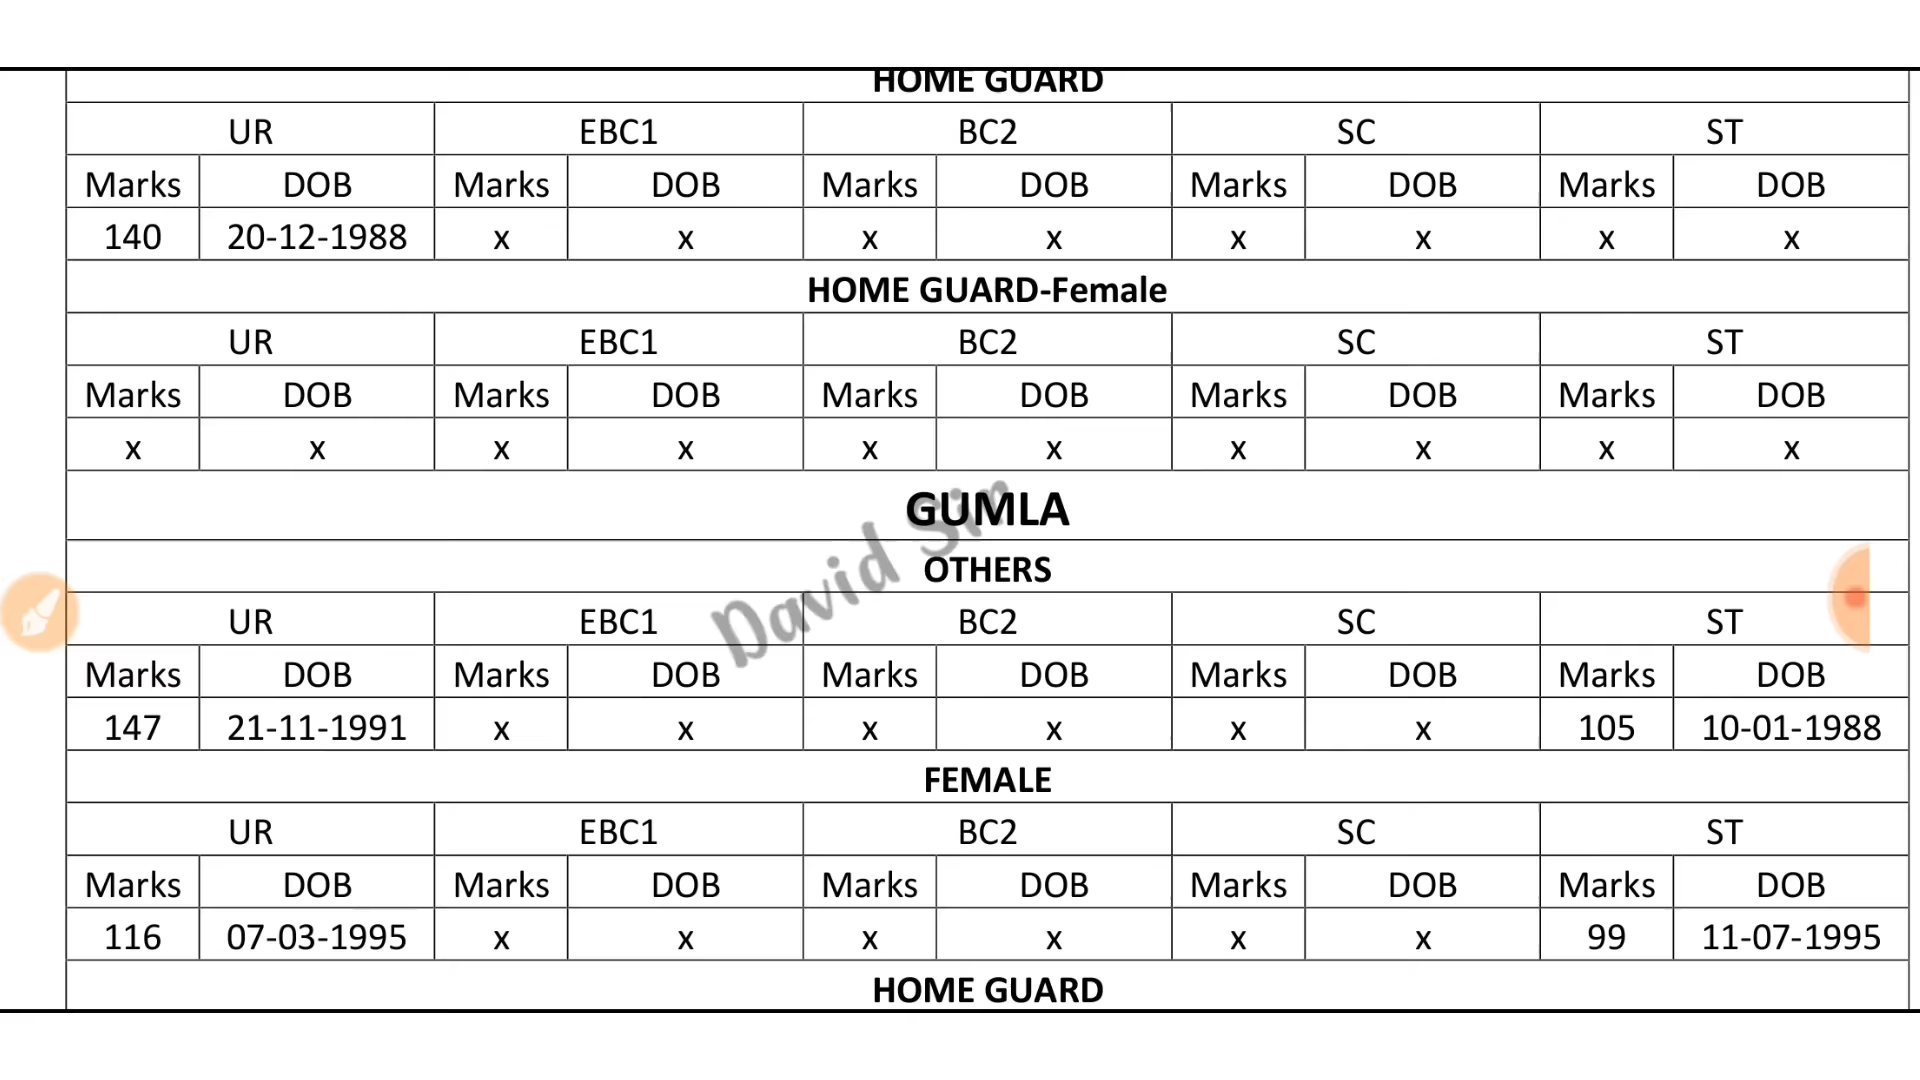 HOME GUARD
UR EBC1 BC2 SC ST
Marks DOB Marks DOB Marks DOB Marks DOB Marks DOB
140 20-12-1988 x x x x x x x x
HOME GUARD-Female
UR EBC1 BC2 SC ST
Marks DOB Marks DOB Marks DOB Marks DOB Marks DOB
x x x x x x x x x x
GUMLA
David Sir
OTHERS
UR EBC1 BC2 SC ST
Marks DOB Marks DOB Marks DOB Marks DOB Marks DOB
147 21-11-1991 x x x x x x 105 10-01-1988
FEMALE
UR EBC1 BC2 SC ST
Marks DOB Marks DOB Marks DOB Marks DOB Marks DOB
116 07-03-1995 x x x x x x 99 11-07-1995
HOME GUARD